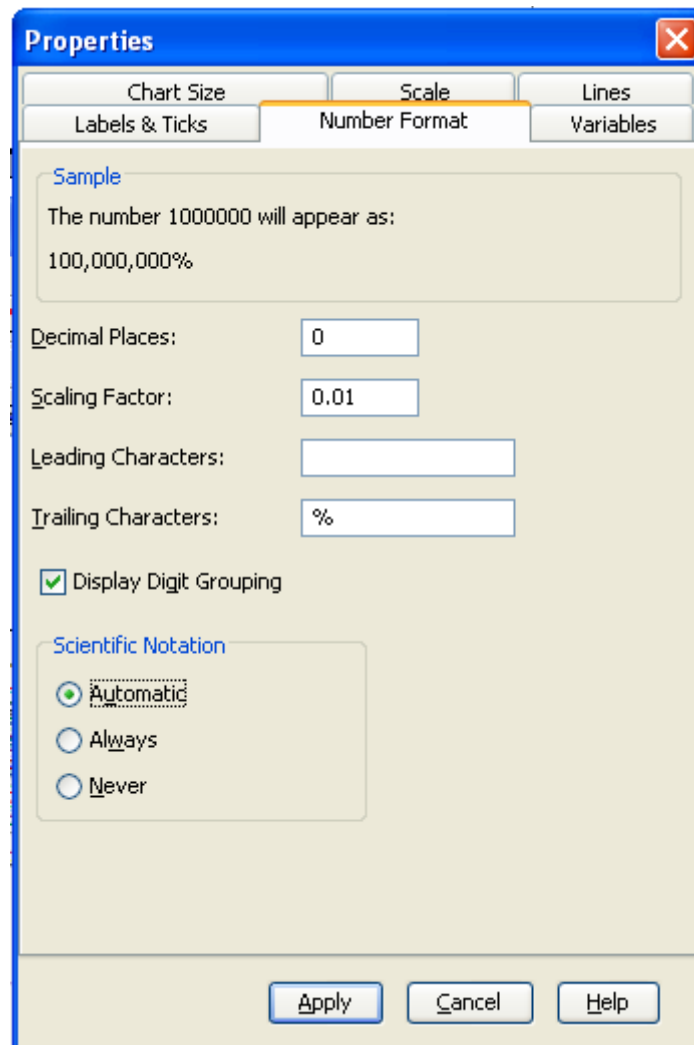 Properties
Chart Size Scale Lines
Labels & Ticks Number Format Variables
Sample
The number 1000000 will appear as:
100,000,000%
Decimal Places: 0
Scaling Factor: 0.01
Leading Characters:
Trailing Characters: %
Display Digit Grouping
Scientific Notation
Automatic
Always
Never
Apply Cancel Help